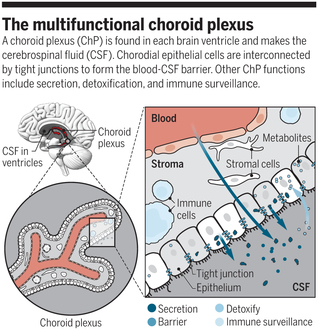 The multifunctional choroid plexus
A choroid plexus (ChP) is found in each brain ventricle and makes the
cerebrospinal fluid (CSF). Chorodial epithelial cells are interconnected
by tight junctions to form the blood-CSF barrier. Other ChP functions
include secretion, detoxification, and immune surveillance.
Choroid
plexus
CSF in
ventricles
Choroid plexus
Blood
Metabolites
Stroma
Stromal cells
Immune
cells
Tight junction
Epithelium
CSF
Secretion
Detoxify
Barrier
Immune surveillance